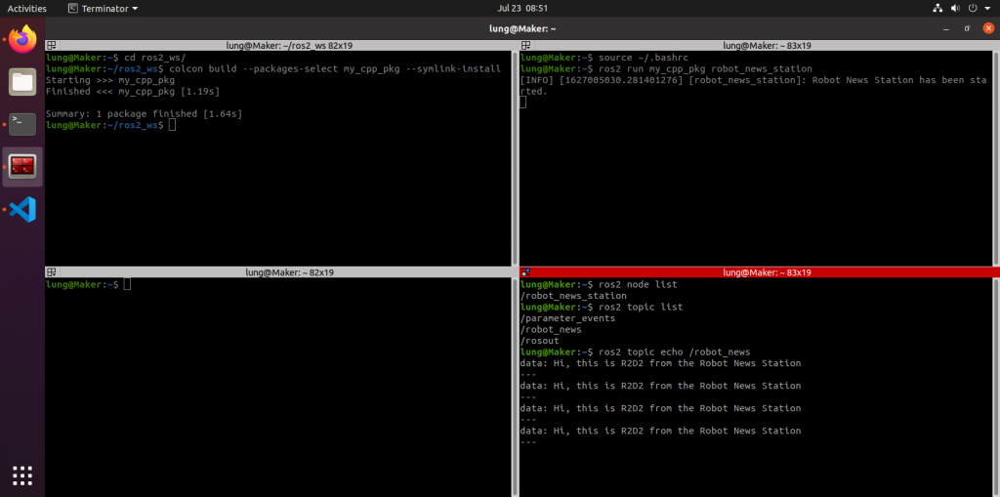 Activities
Terminator
Jul 23 08:51
lung@Maker: ~
lung@Maker: ~/ros2_ws 82x19
lung@Maker:~$ cd ros2_ws/
lung@Maker:~/ros2_ws$ colcon build --packages-select my_cpp_pkg --symlink-install
Starting >>> my_cpp_pkg
Finished <<< my_cpp_pkg [1.19s]
Summary: 1 package finished [1.64s]
lung@Maker:~/ros2_ws$
lung@Maker: ~ 83x19
lung@Maker:~$ source ~/.bashrc
lung@Maker:~$ ros2 run my_cpp_pkg robot_news_station
[INFO] [1627005030.281401276] [robot_news_station]: Robot News Station has been sta
rted.
lung@Maker: ~ 82x19
lung@Maker:~$
lung@Maker: ~ 83x19
lung@Maker:~$ ros2 node list
/robot_news_station
lung@Maker:~$ ros2 topic list
/parameter_events
/robot_news
/rosout
lung@Maker:~$ ros2 topic echo /robot_news
data: Hi, this is R2D2 from the Robot News Station
---
data: Hi, this is R2D2 from the Robot News Station
---
data: Hi, this is R2D2 from the Robot News Station
---
data: Hi, this is R2D2 from the Robot News Station
---